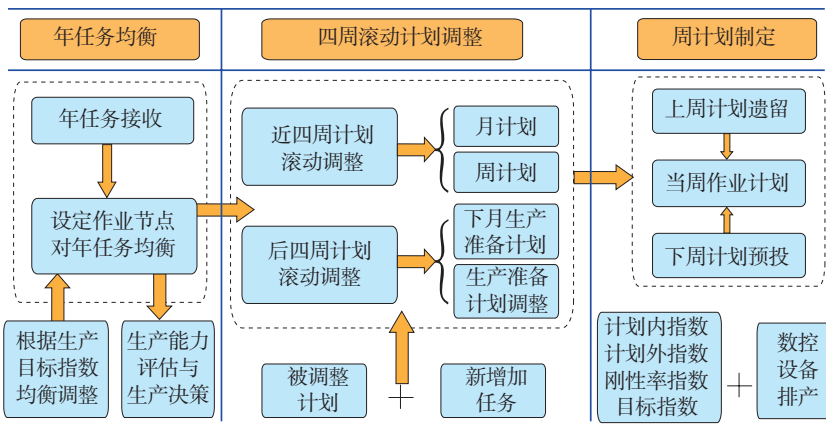 年任务均衡
四周滚动计划调整
周计划制定
年任务接收
设定作业节点
对年任务均衡
根据生产
目标指数
均衡调整
生产能力
评估与
生产决策
近四周计划
滚动调整
月计划
周计划
后四周计划
滚动调整
下月生产
准备计划
生产准备
计划调整
被调整
计划
+
新增加
任务
上周计划遗留
当周作业计划
下周计划预投
计划内指数
计划外指数
刚性率指数
目标指数
+
数控
设备
排产